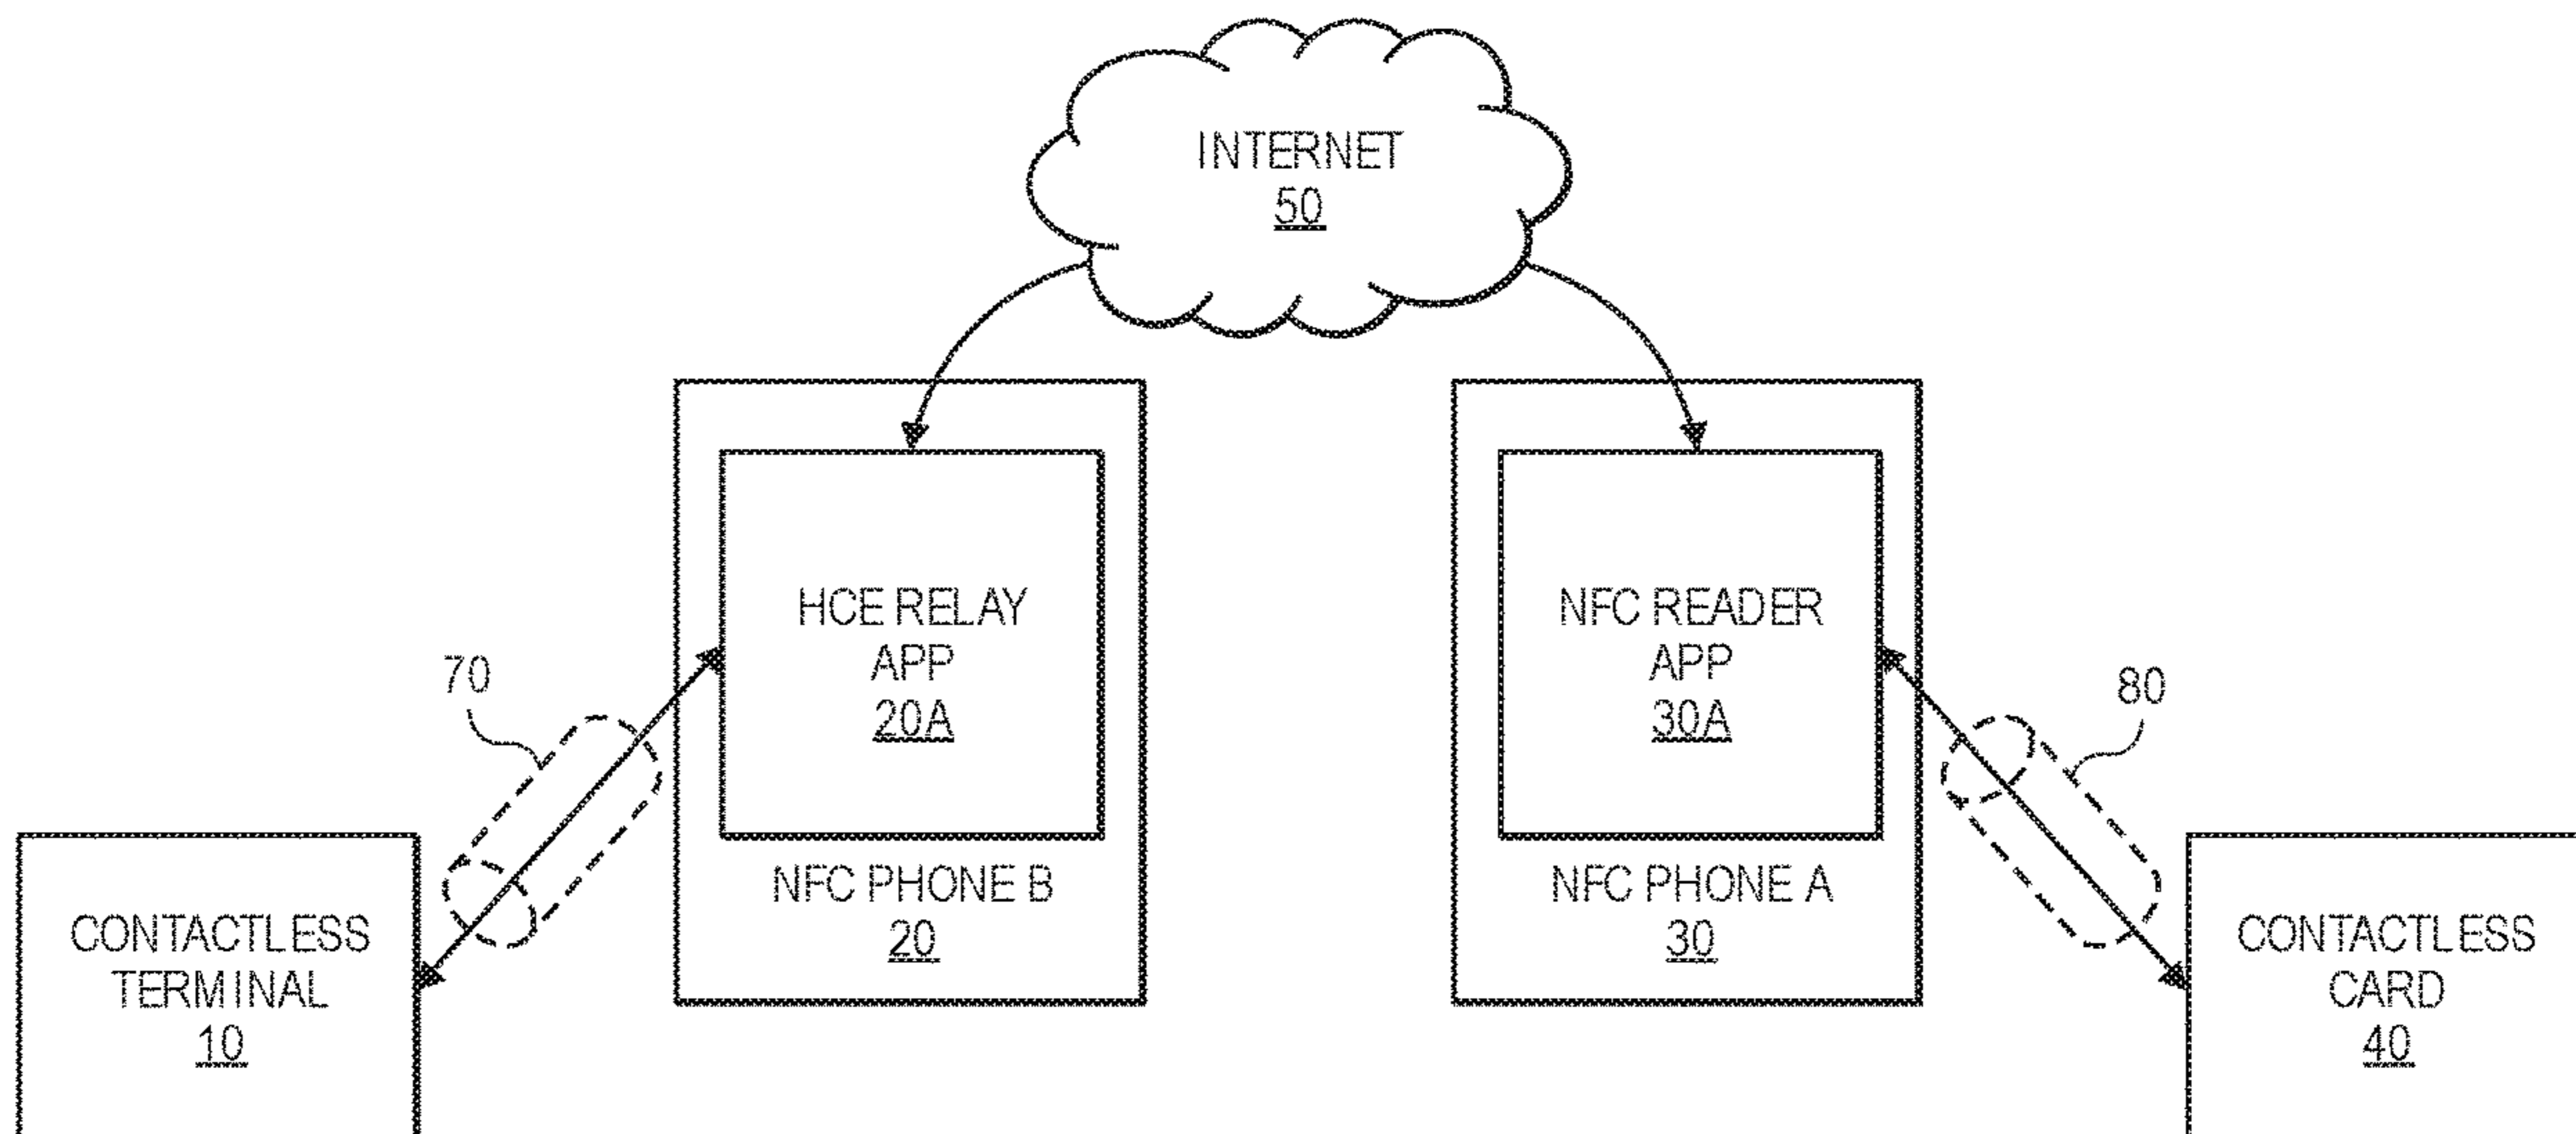 INTERNET
50
HCE RELAY
APP
20A
NFC PHONE B
20
NFC READER
APP
30A
NFC PHONE A
30
70
80
CONTACTLESS
TERMINAL
10
CONTACTLESS
CARD
40